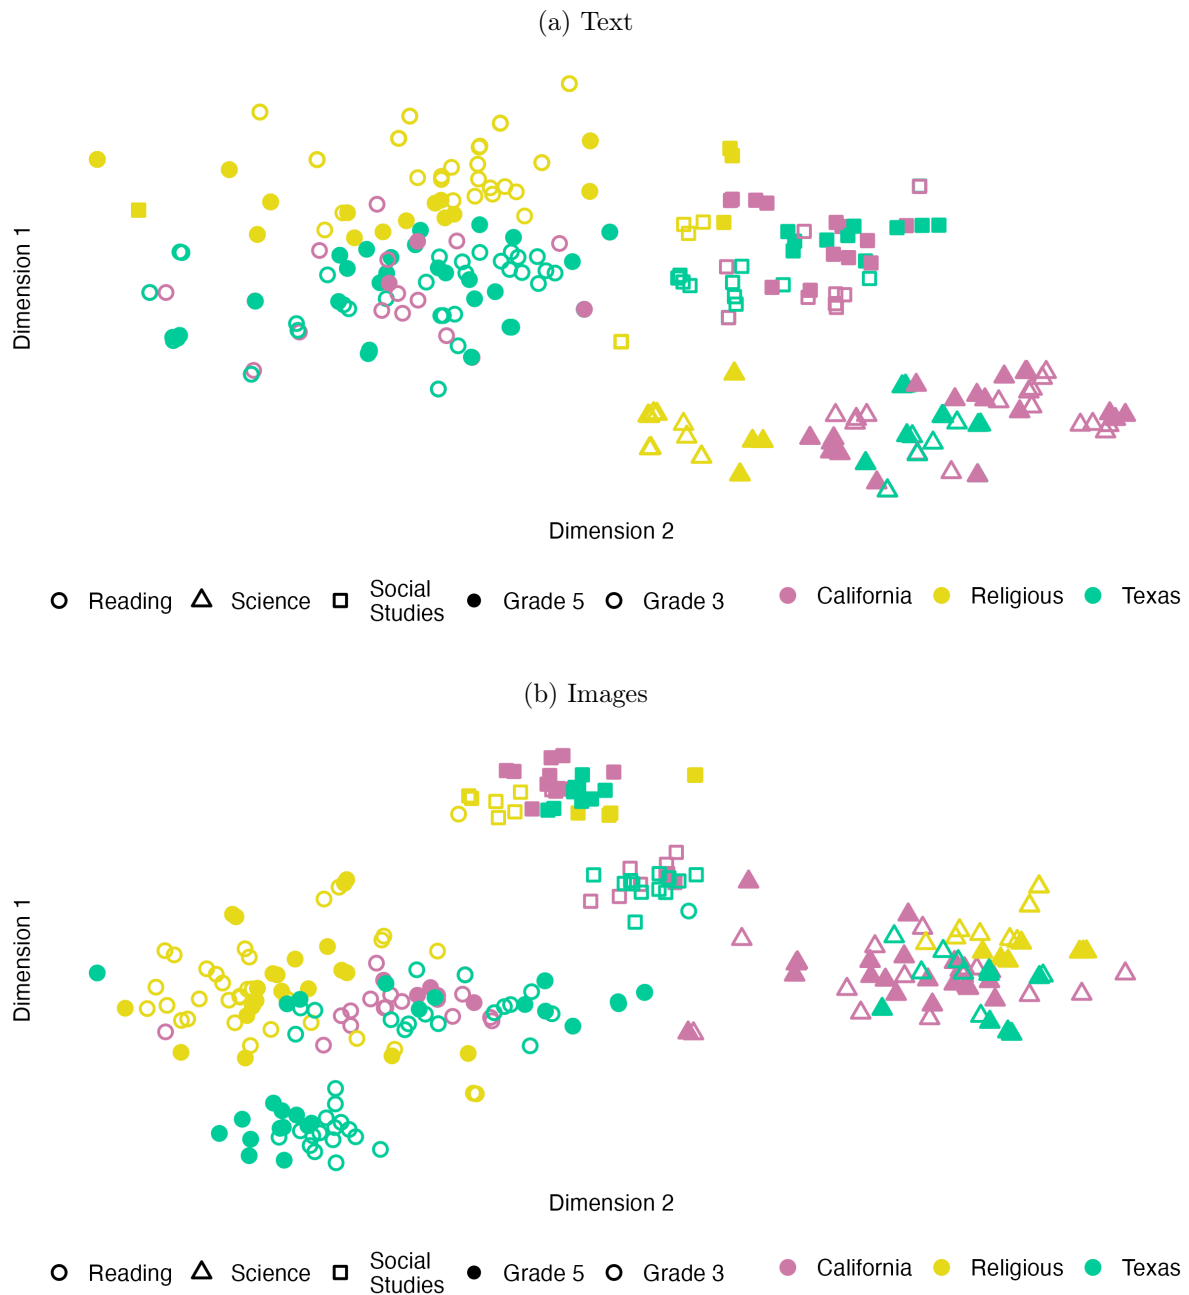 (a) Text
Dimension 1
Dimension 2
Reading
Science
Social
Studies
Grade 5
Grade 3
California
Religious
Texas
(b) Images
Dimension 1
Dimension 2
Reading
Science
Social
Studies
Grade 5
Grade 3
California
Religious
Texas